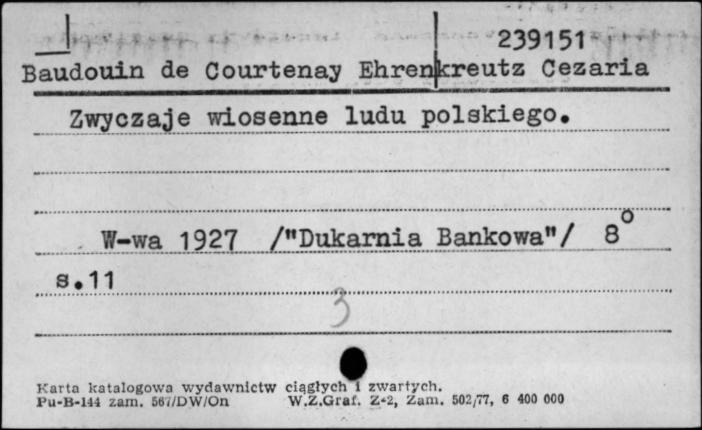 239151
Baudouin de Courtenay Ehrenkreutz Cezaria
Zwyczaje wiosenne ludu polskiego.
W-wa 1927 /"Dukarnia Bankowa"/ 8°
s.11
3
Karta katalogowa wydawnictw ciągłych i zwartych.
Pu-B-144 zam. 567/DW/On W.Z.Graf. Z-2, Zam. 502/77, 6 400 000